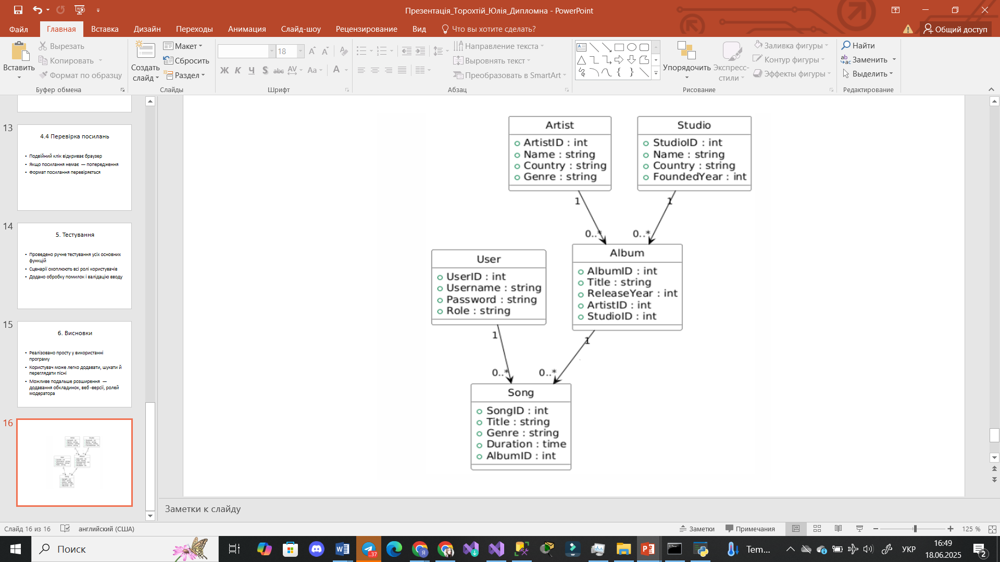 Презентація_Торохтій_Юлія_Дипломна - PowerPoint
Файл
Главная
Вставка
Дизайн
Переходы
Анимация
Слайд-шоу
Рецензирование
Вид
Что вы хотите сделать?
Общий доступ
Вставить
Вырезать
Копировать
Формат по образцу
Буфер обмена
Создать слайд
Макет
Сбросить
Раздел
Слайды
18
Ж К Ч S abc AV Aa A
Шрифт
Направление текста
Выровнять текст
Преобразовать в SmartArt
Абзац
Упорядочить
Экспресс-стили
Заливка фигуры
Контур фигуры
Эффекты фигуры
Рисование
Найти
Заменить
Выделить
Редактирование
13
4.4 Перевірка посилань
• Подвійний клік відкриває браузер
• Якщо посилання немає — попередження
• Формат посилання перевіряється
14
5. Тестування
• Проведено ручне тестування усіх основних
функцій
• Сценарії охоплюють всі ролі користувачів
• Додано обробку помилок і валідацію вводу
15
6. Висновки
• Реалізовано просту у використанні
програму
• Користувач може легко додавати, шукати й
переглядати пісні
• Можливе подальше розширення —
додавання обкладинок, веб -версії, ролей
модератора
16
Artist
ArtistID : int
Name : string
Country : string
Genre : string
Studio
StudioID : int
Name : string
Country : string
FoundedYear : int
1
1
0..*
0..*
User
UserID : int
Username : string
Password : string
Role : string
Album
AlbumID : int
Title : string
ReleaseYear : int
ArtistID : int
StudioID : int
1
1
0..*
0..*
Song
SongID : int
Title : string
Genre : string
Duration : time
AlbumID : int
Заметки к слайду
Слайд 16 из 16
английский (США)
Заметки
Примечания
125 %
Поиск
..37
Tem...
УКР
16:49
18.06.2025
2